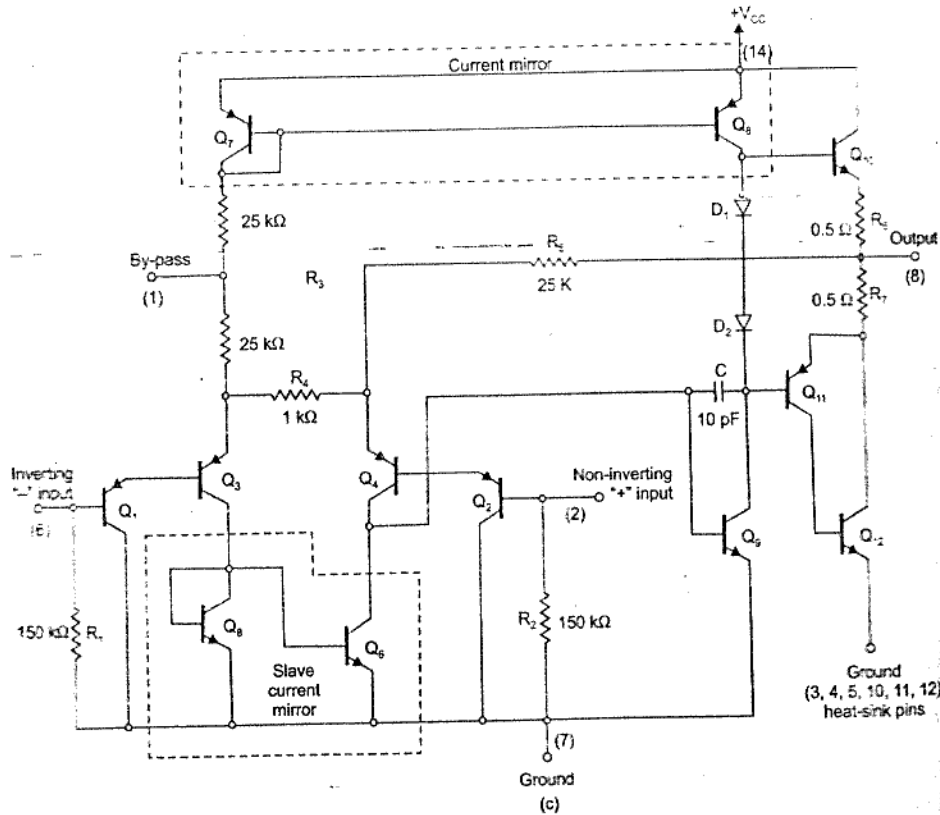 +V_CC
(14)
Current mirror
Q7
Q8
Q10
25 kΩ
D1
0.5 Ω
R6
R5
Output
(8)
By-pass
(1)
R3
25 K
0.5 Ω
R7
25 kΩ
D2
R4
C
1 kΩ
10 pF
Q11
Inverting
"–" input
(6)
Q1
Q3
Q4
Q2
Non-inverting
"+" input
(2)
Q9
Q12
150 kΩ
R1
Q8
Q6
R2
150 kΩ
Slave
current
mirror
Ground
(3, 4, 5, 10, 11, 12)
heat-sink pins
(7)
Ground
(c)